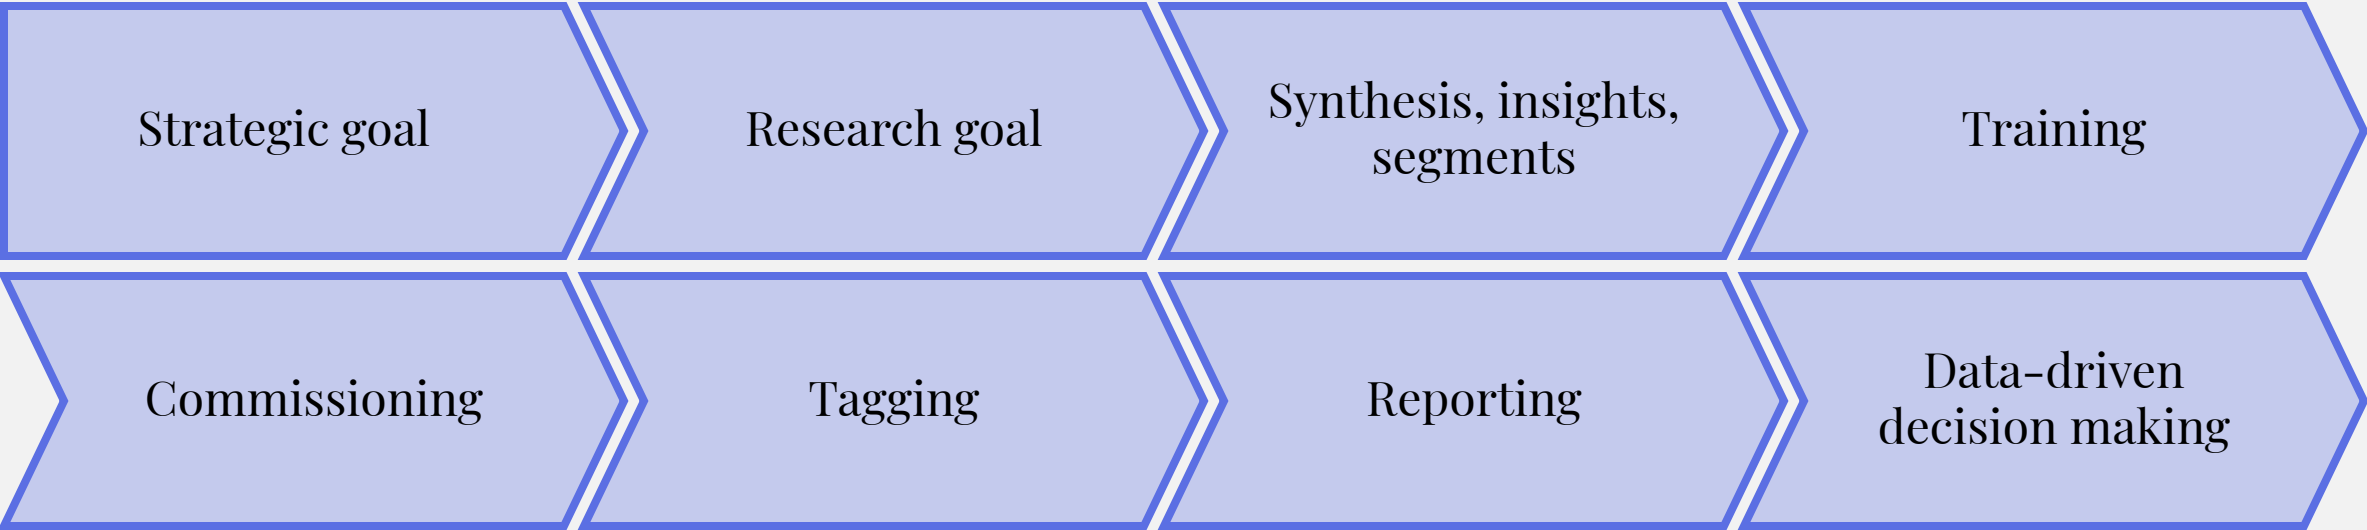 Strategic goal
Research goal
Synthesis, insights,
segments
Training
Commissioning
Tagging
Reporting
Data-driven
decision making